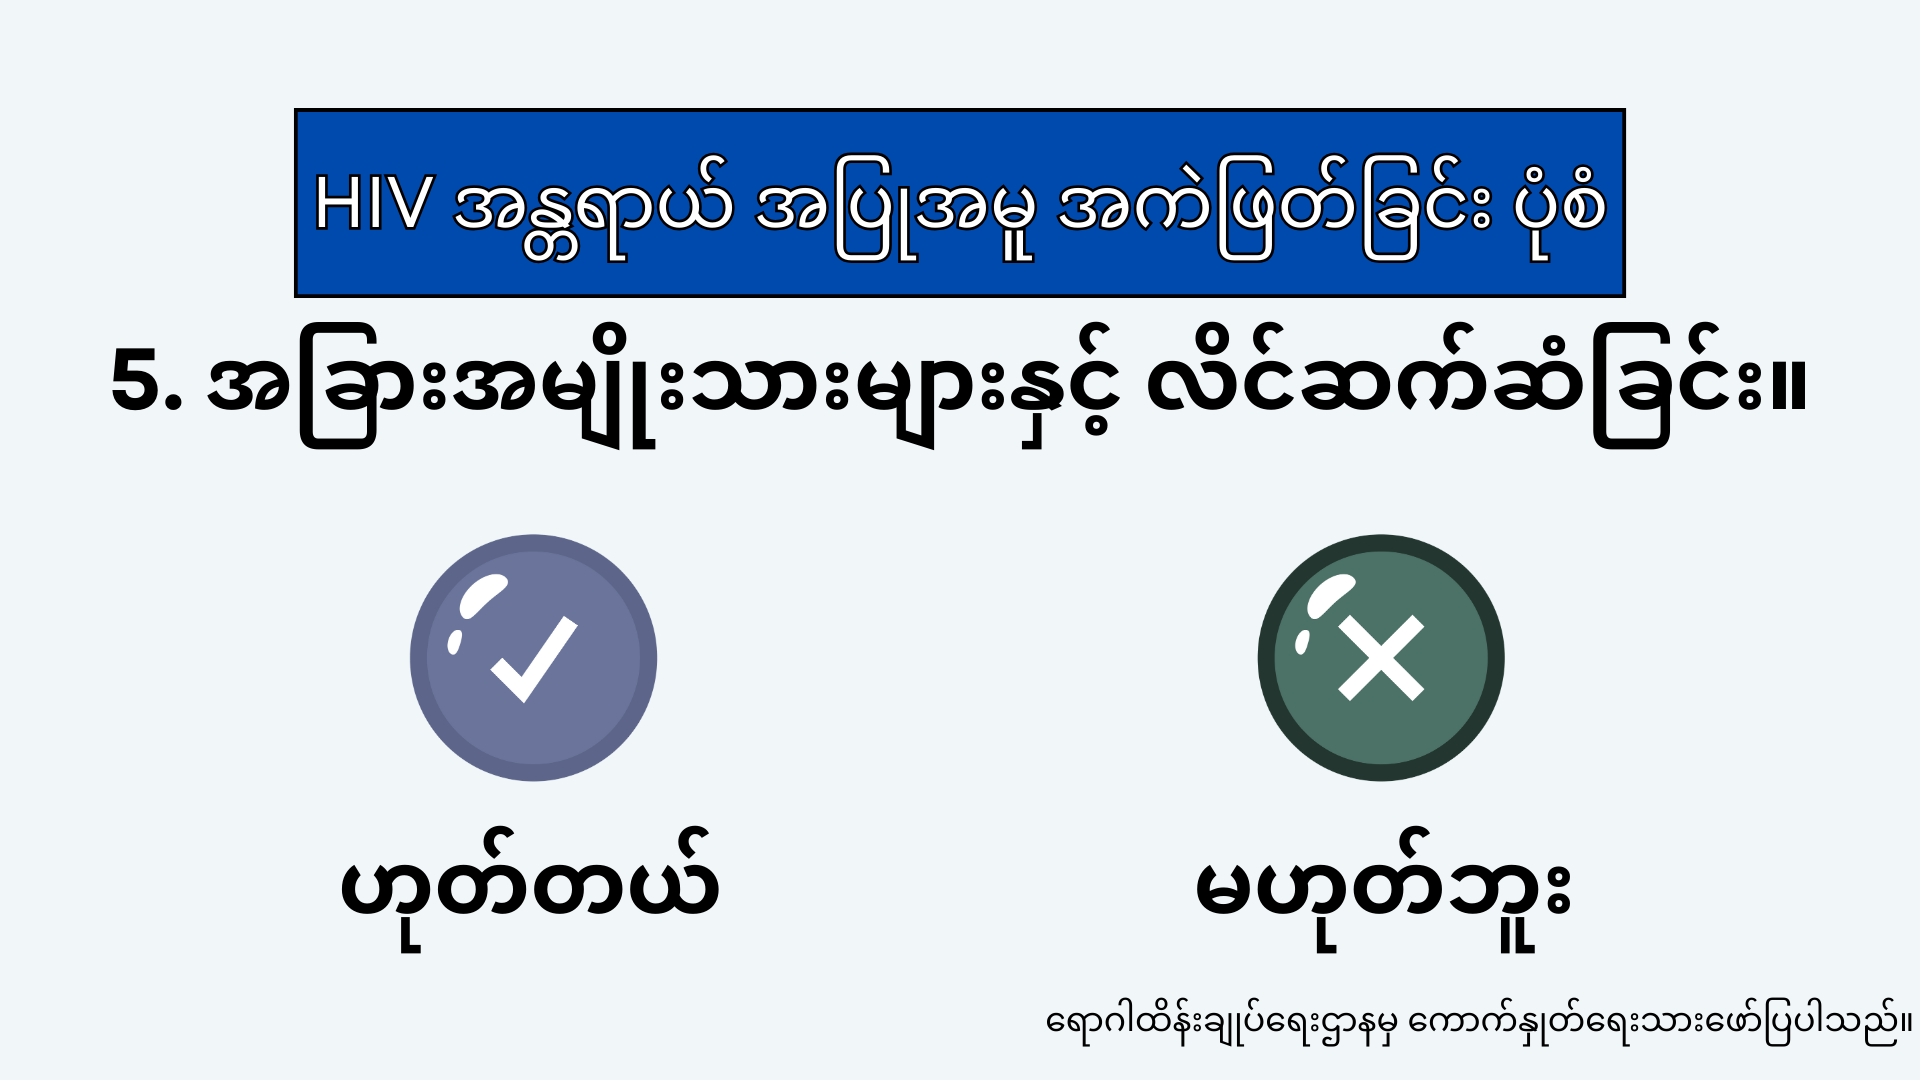 HIV အန္တရာယ် အပြုအမူ အကဲဖြတ်ခြင်း ပုံစံ
5. အခြားအမျိုးသားများနှင့် လိင်ဆက်ဆံခြင်း။
ဟုတ်တယ်
မဟုတ်ဘူး
ရောဂါထိန်းချုပ်ရေးဌာနမှ ကောက်နှုတ်ရေးသားဖော်ပြပါသည်။